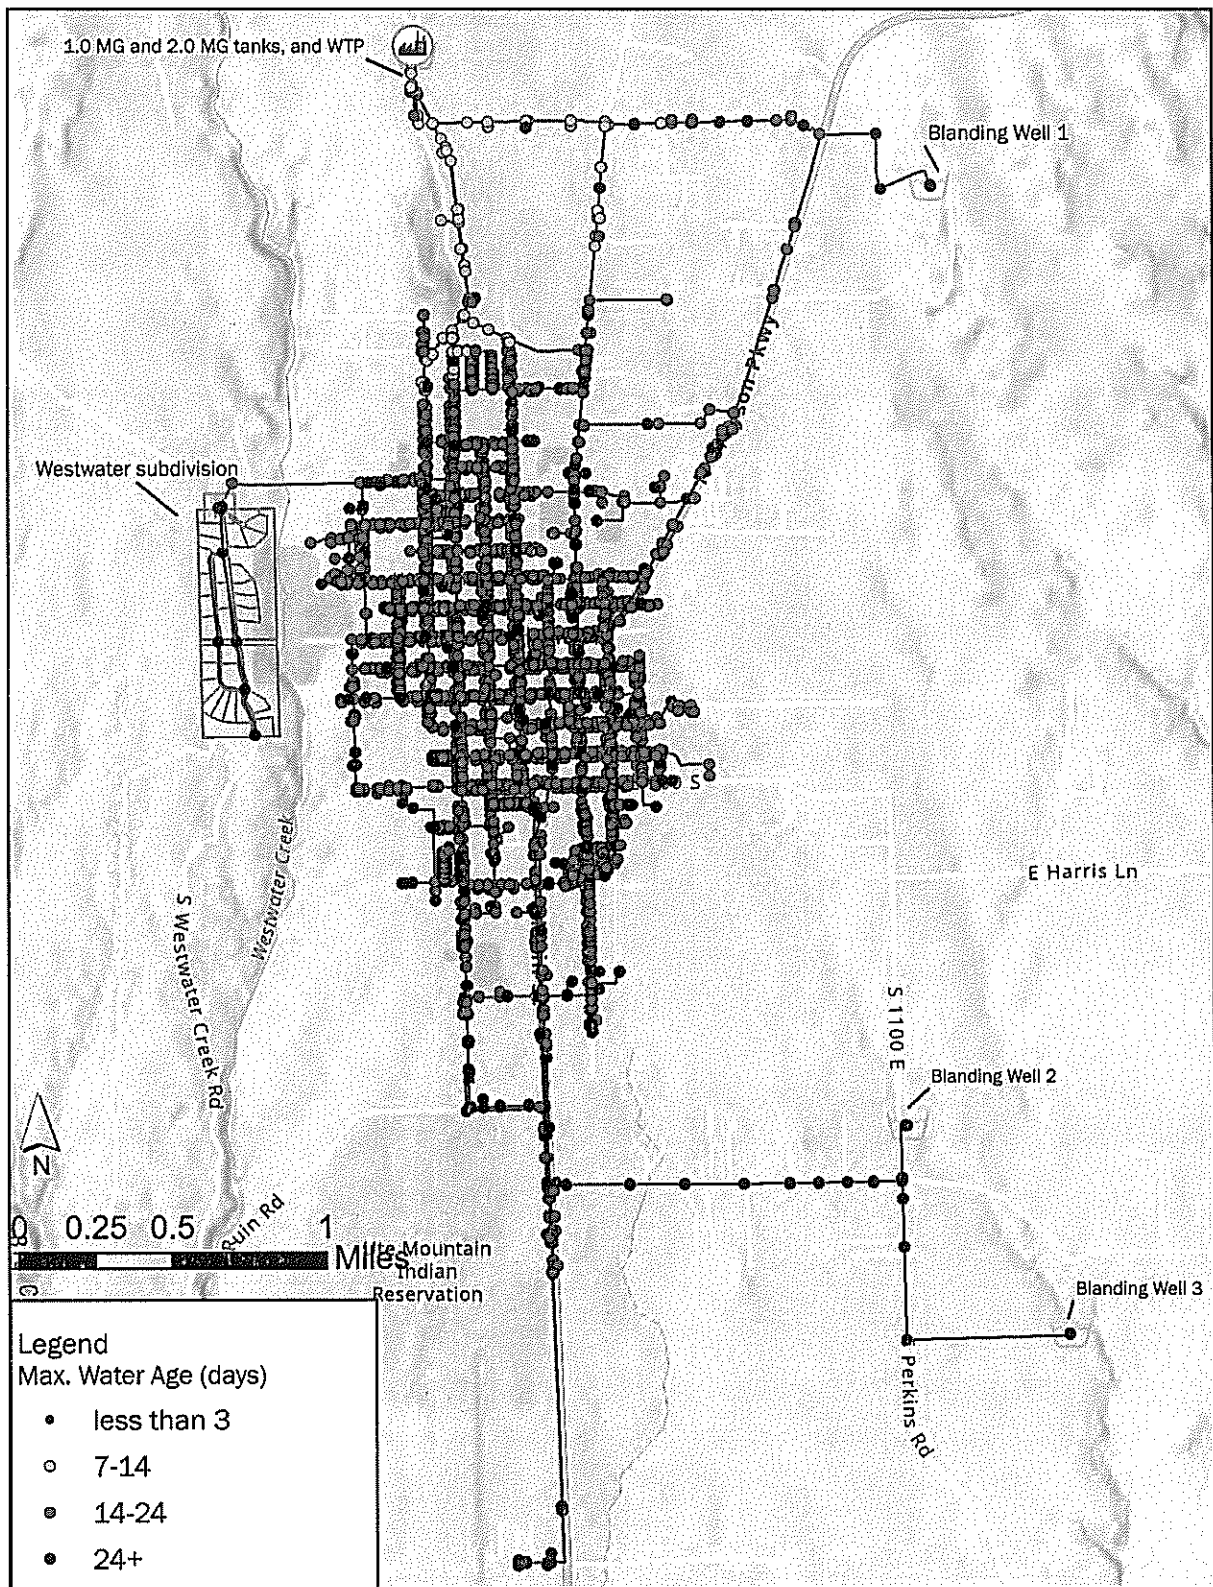 1.0 MG and 2.0 MG tanks, and WTP
Blanding Well 1
son Pkwy
Westwater subdivision
S
E Harris Ln
Westwater Creek
S Westwater Creek Rd
S 1100 E
Blanding Well 2
N
Ruin Rd
0 0.25 0.5 1
Miles
Ute Mountain
Indian
Reservation
Blanding Well 3
Perkins Rd
Legend
Max. Water Age (days)
less than 3
7-14
14-24
24+